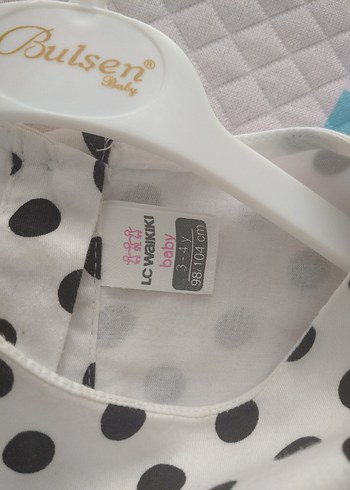 Bulsen®
Baby
LC WAIKIKI
baby
3 - 4 y
98/104 cm